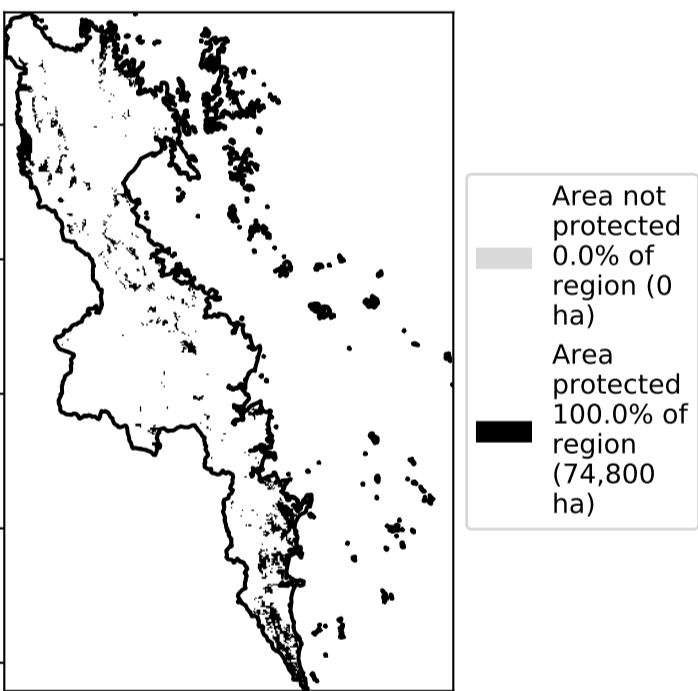 Area not
protected
0.0% of
region (0
ha)
Area
protected
100.0% of
region
(74,800
ha)